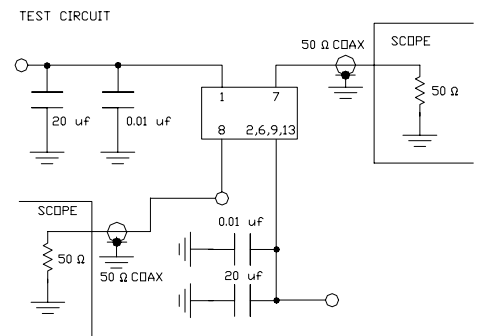 TEST CIRCUIT
50 Ω COAX
SCOPE
1
7
50 Ω
20 uf
0.01 uf
8
2,6,9,13
SCOPE
0.01 uf
50 Ω
50 Ω COAX
20 uf